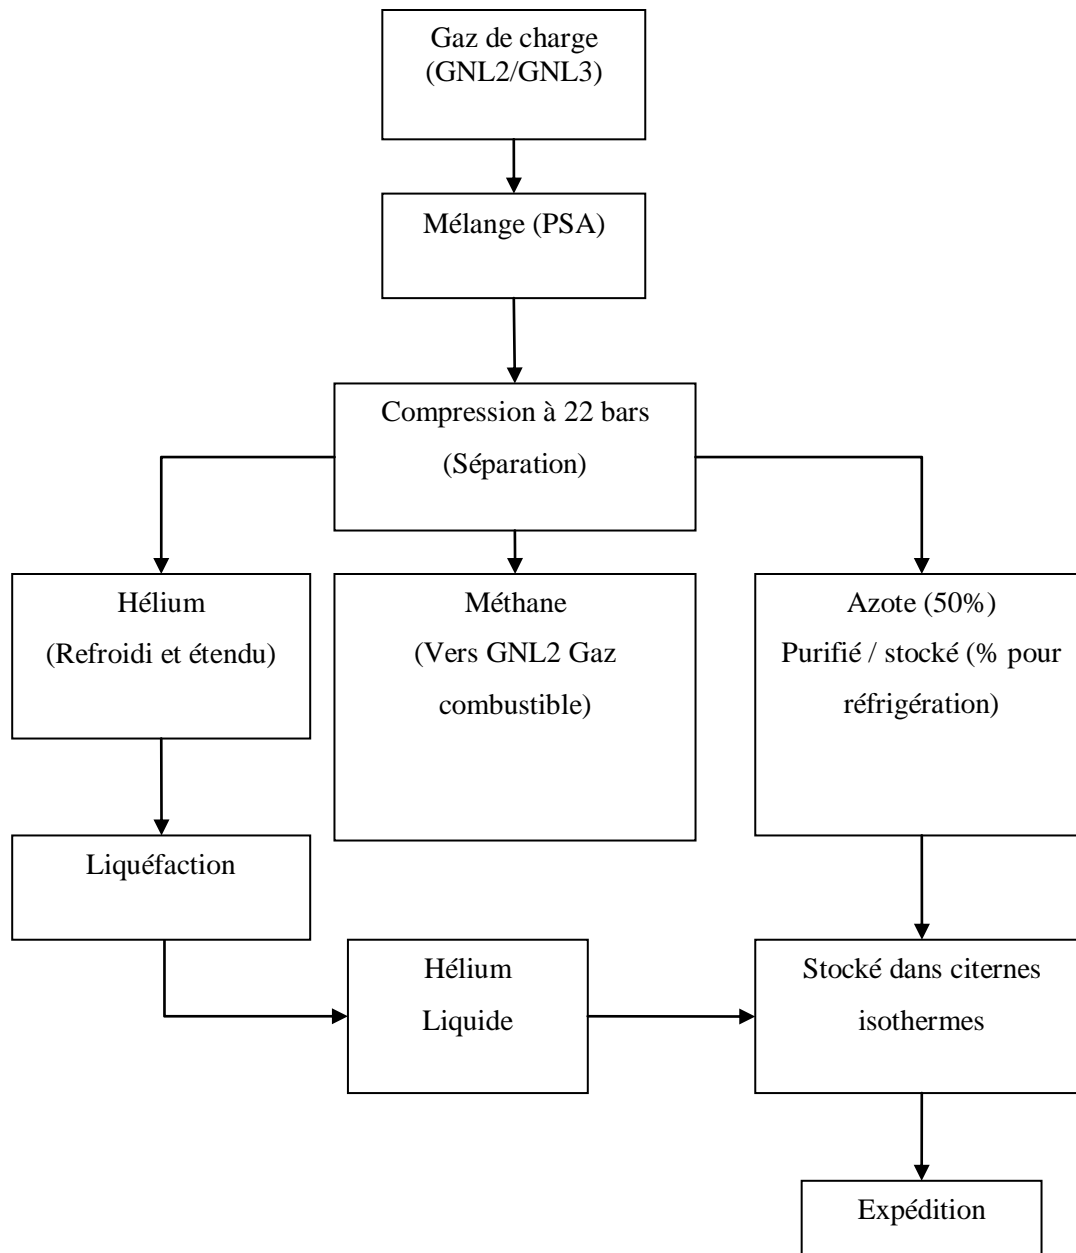 Gaz de charge
(GNL2/GNL3)
Mélange (PSA)
Compression à 22 bars
(Séparation)
Hélium
(Refroidi et étendu)
Méthane
(Vers GNL2 Gaz
combustible)
Azote (50%)
Purifié / stocké (% pour
réfrigération)
Liquéfaction
Hélium
Liquide
Stocké dans citernes
isothermes
Expédition